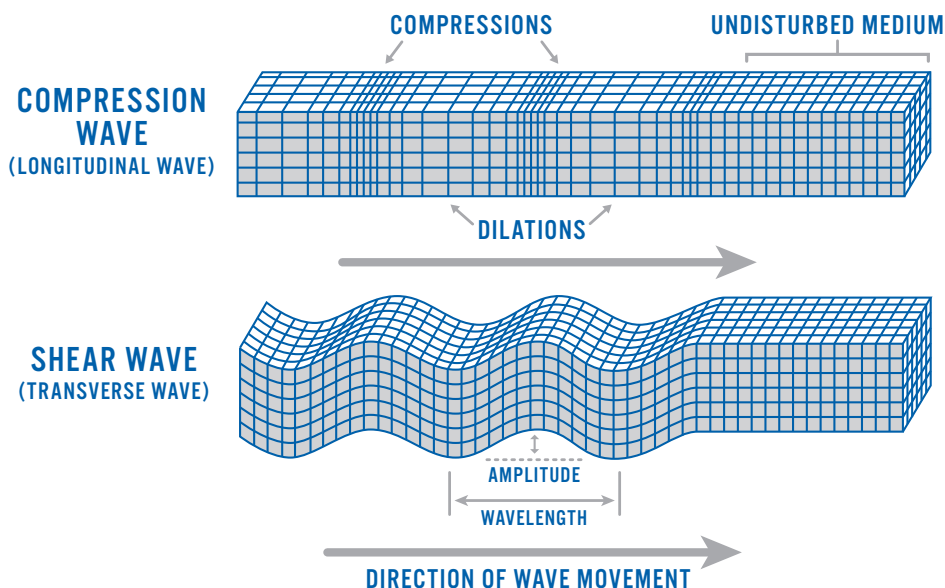 COMPRESSIONS
UNDISTURBED MEDIUM
COMPRESSION
WAVE
(LONGITUDINAL WAVE)
DILATIONS
SHEAR WAVE
(TRANSVERSE WAVE)
AMPLITUDE
WAVELENGTH
DIRECTION OF WAVE MOVEMENT